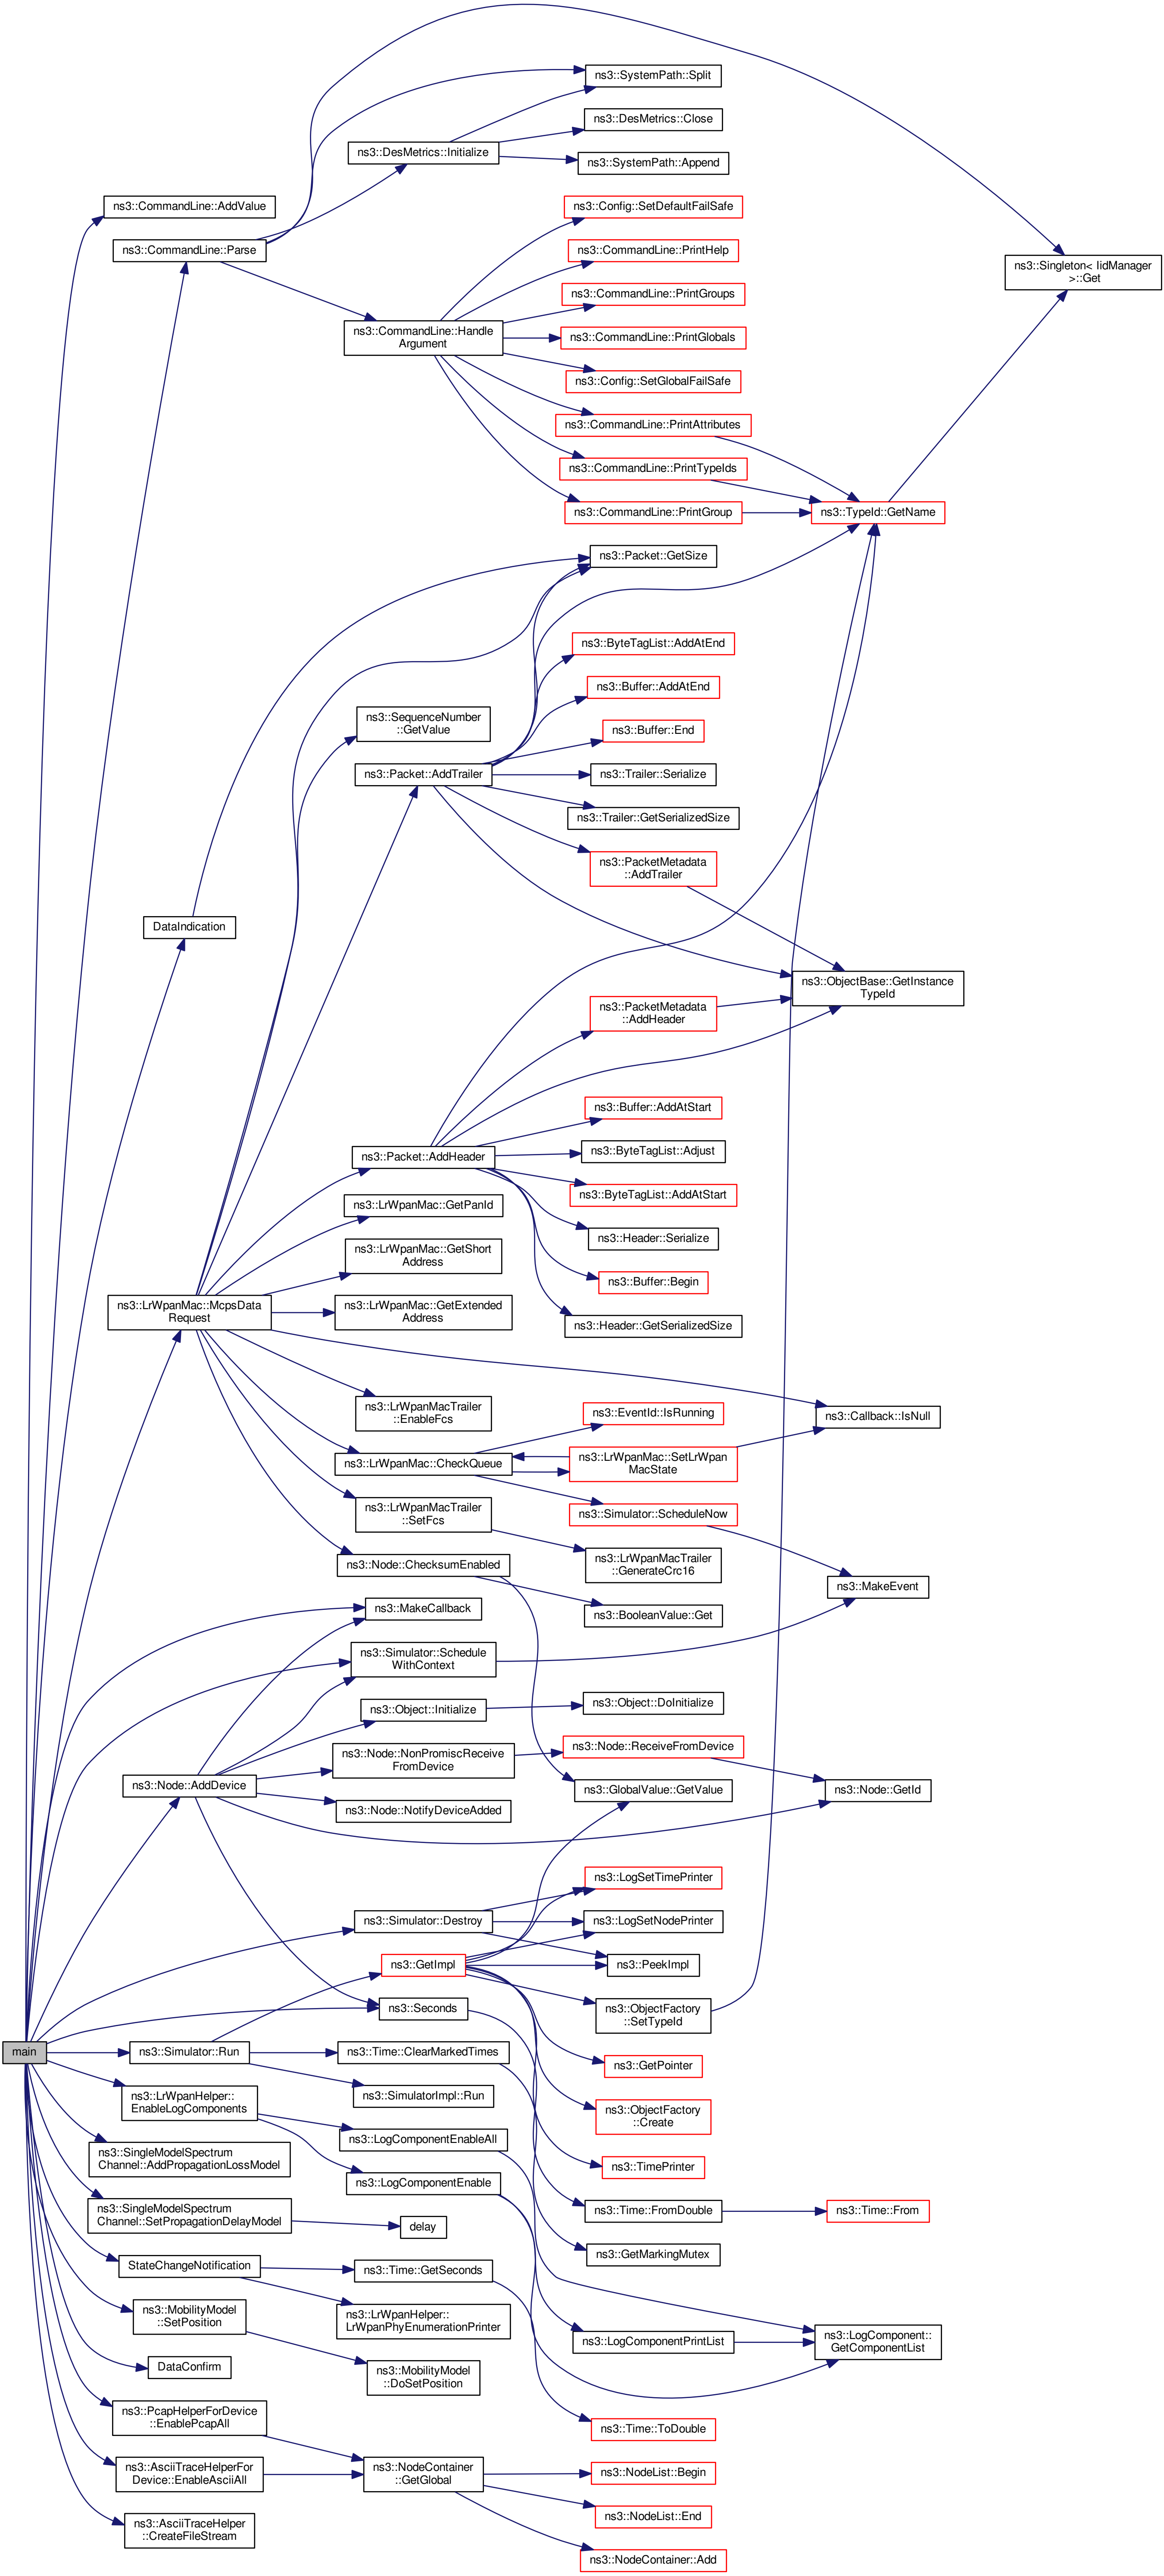 ns3::SystemPath::Split
ns3::DesMetrics::Close
ns3::DesMetrics::Initialize
ns3::SystemPath::Append
ns3::CommandLine::AddValue
ns3::Config::SetDefaultFailSafe
ns3::CommandLine::Parse
ns3::CommandLine::PrintHelp
ns3::Singleton< IidManager
>::Get
ns3::CommandLine::PrintGroups
ns3::CommandLine::Handle
Argument
ns3::CommandLine::PrintGlobals
ns3::Config::SetGlobalFailSafe
ns3::CommandLine::PrintAttributes
ns3::CommandLine::PrintTypeIds
ns3::CommandLine::PrintGroup
ns3::TypeId::GetName
ns3::Packet::GetSize
ns3::ByteTagList::AddAtEnd
ns3::Buffer::AddAtEnd
ns3::SequenceNumber
::GetValue
ns3::Buffer::End
ns3::Packet::AddTrailer
ns3::Trailer::Serialize
ns3::Trailer::GetSerializedSize
ns3::PacketMetadata
::AddTrailer
DataIndication
ns3::ObjectBase::GetInstance
TypeId
ns3::PacketMetadata
::AddHeader
ns3::Buffer::AddAtStart
ns3::Packet::AddHeader
ns3::ByteTagList::Adjust
ns3::ByteTagList::AddAtStart
ns3::LrWpanMac::GetPanId
ns3::Header::Serialize
ns3::LrWpanMac::GetShort
Address
ns3::Buffer::Begin
ns3::LrWpanMac::McpsData
Request
ns3::LrWpanMac::GetExtended
Address
ns3::Header::GetSerializedSize
ns3::LrWpanMacTrailer
::EnableFcs
ns3::EventId::IsRunning
ns3::Callback::IsNull
ns3::LrWpanMac::CheckQueue
ns3::LrWpanMac::SetLrWpan
MacState
ns3::LrWpanMacTrailer
::SetFcs
ns3::Simulator::ScheduleNow
ns3::Node::ChecksumEnabled
ns3::LrWpanMacTrailer
::GenerateCrc16
ns3::MakeEvent
ns3::MakeCallback
ns3::BooleanValue::Get
ns3::Simulator::Schedule
WithContext
ns3::Object::Initialize
ns3::Object::DoInitialize
ns3::Node::NonPromiscReceive
FromDevice
ns3::Node::ReceiveFromDevice
ns3::Node::AddDevice
ns3::GlobalValue::GetValue
ns3::Node::GetId
ns3::Node::NotifyDeviceAdded
ns3::LogSetTimePrinter
ns3::Simulator::Destroy
ns3::LogSetNodePrinter
ns3::GetImpl
ns3::PeekImpl
ns3::Seconds
ns3::ObjectFactory
::SetTypeId
main
ns3::Simulator::Run
ns3::Time::ClearMarkedTimes
ns3::GetPointer
ns3::LrWpanHelper::
EnableLogComponents
ns3::SimulatorImpl::Run
ns3::ObjectFactory
::Create
ns3::LogComponentEnableAll
ns3::SingleModelSpectrum
Channel::AddPropagationLossModel
ns3::TimePrinter
ns3::LogComponentEnable
ns3::SingleModelSpectrum
Channel::SetPropagationDelayModel
ns3::Time::FromDouble
ns3::Time::From
delay
ns3::GetMarkingMutex
StateChangeNotification
ns3::Time::GetSeconds
ns3::MobilityModel
::SetPosition
ns3::LrWpanHelper::
LrWpanPhyEnumerationPrinter
ns3::LogComponentPrintList
ns3::LogComponent::
GetComponentList
DataConfirm
ns3::MobilityModel
::DoSetPosition
ns3::PcapHelperForDevice
::EnablePcapAll
ns3::Time::ToDouble
ns3::AsciiTraceHelperFor
Device::EnableAsciiAll
ns3::NodeContainer
::GetGlobal
ns3::NodeList::Begin
ns3::AsciiTraceHelper
::CreateFileStream
ns3::NodeList::End
ns3::NodeContainer::Add